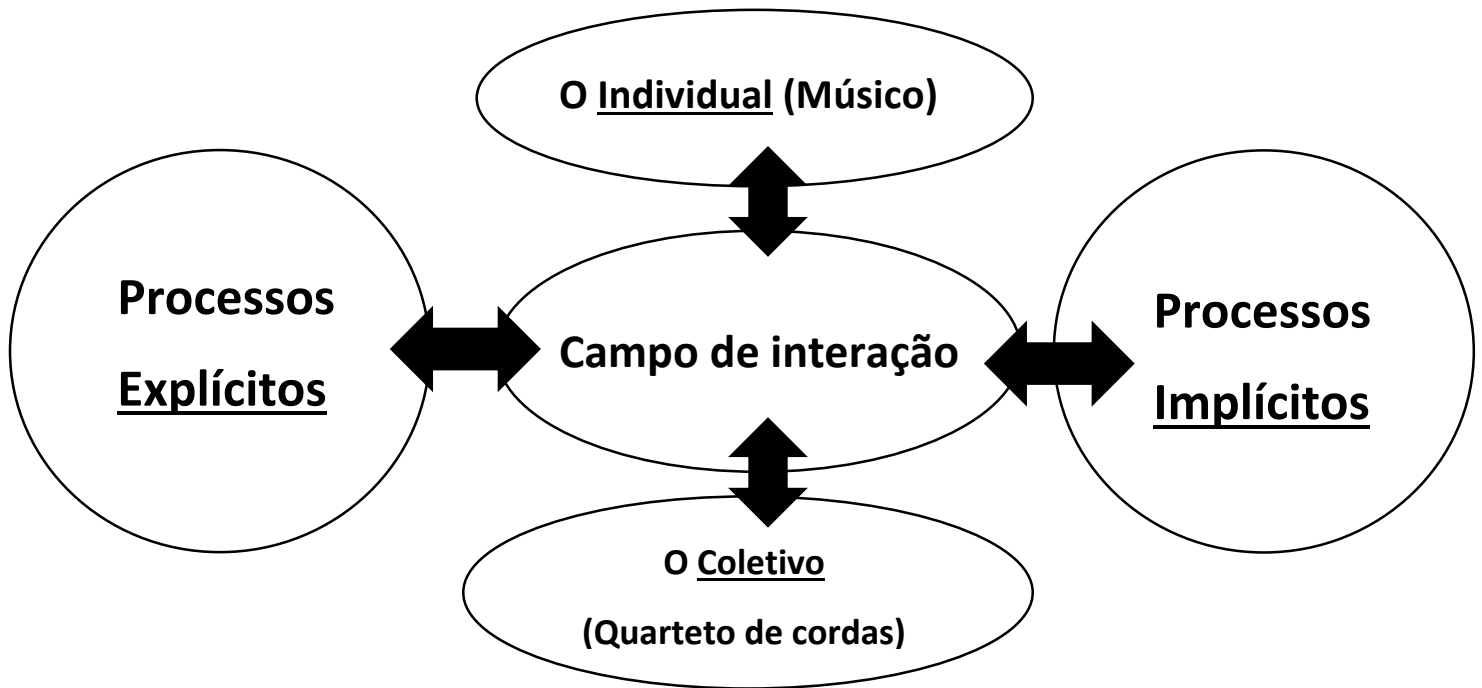 O Individual (Músico)
Processos
Explícitos
Campo de interação
Processos
Implícitos
O Coletivo
(Quarteto de cordas)